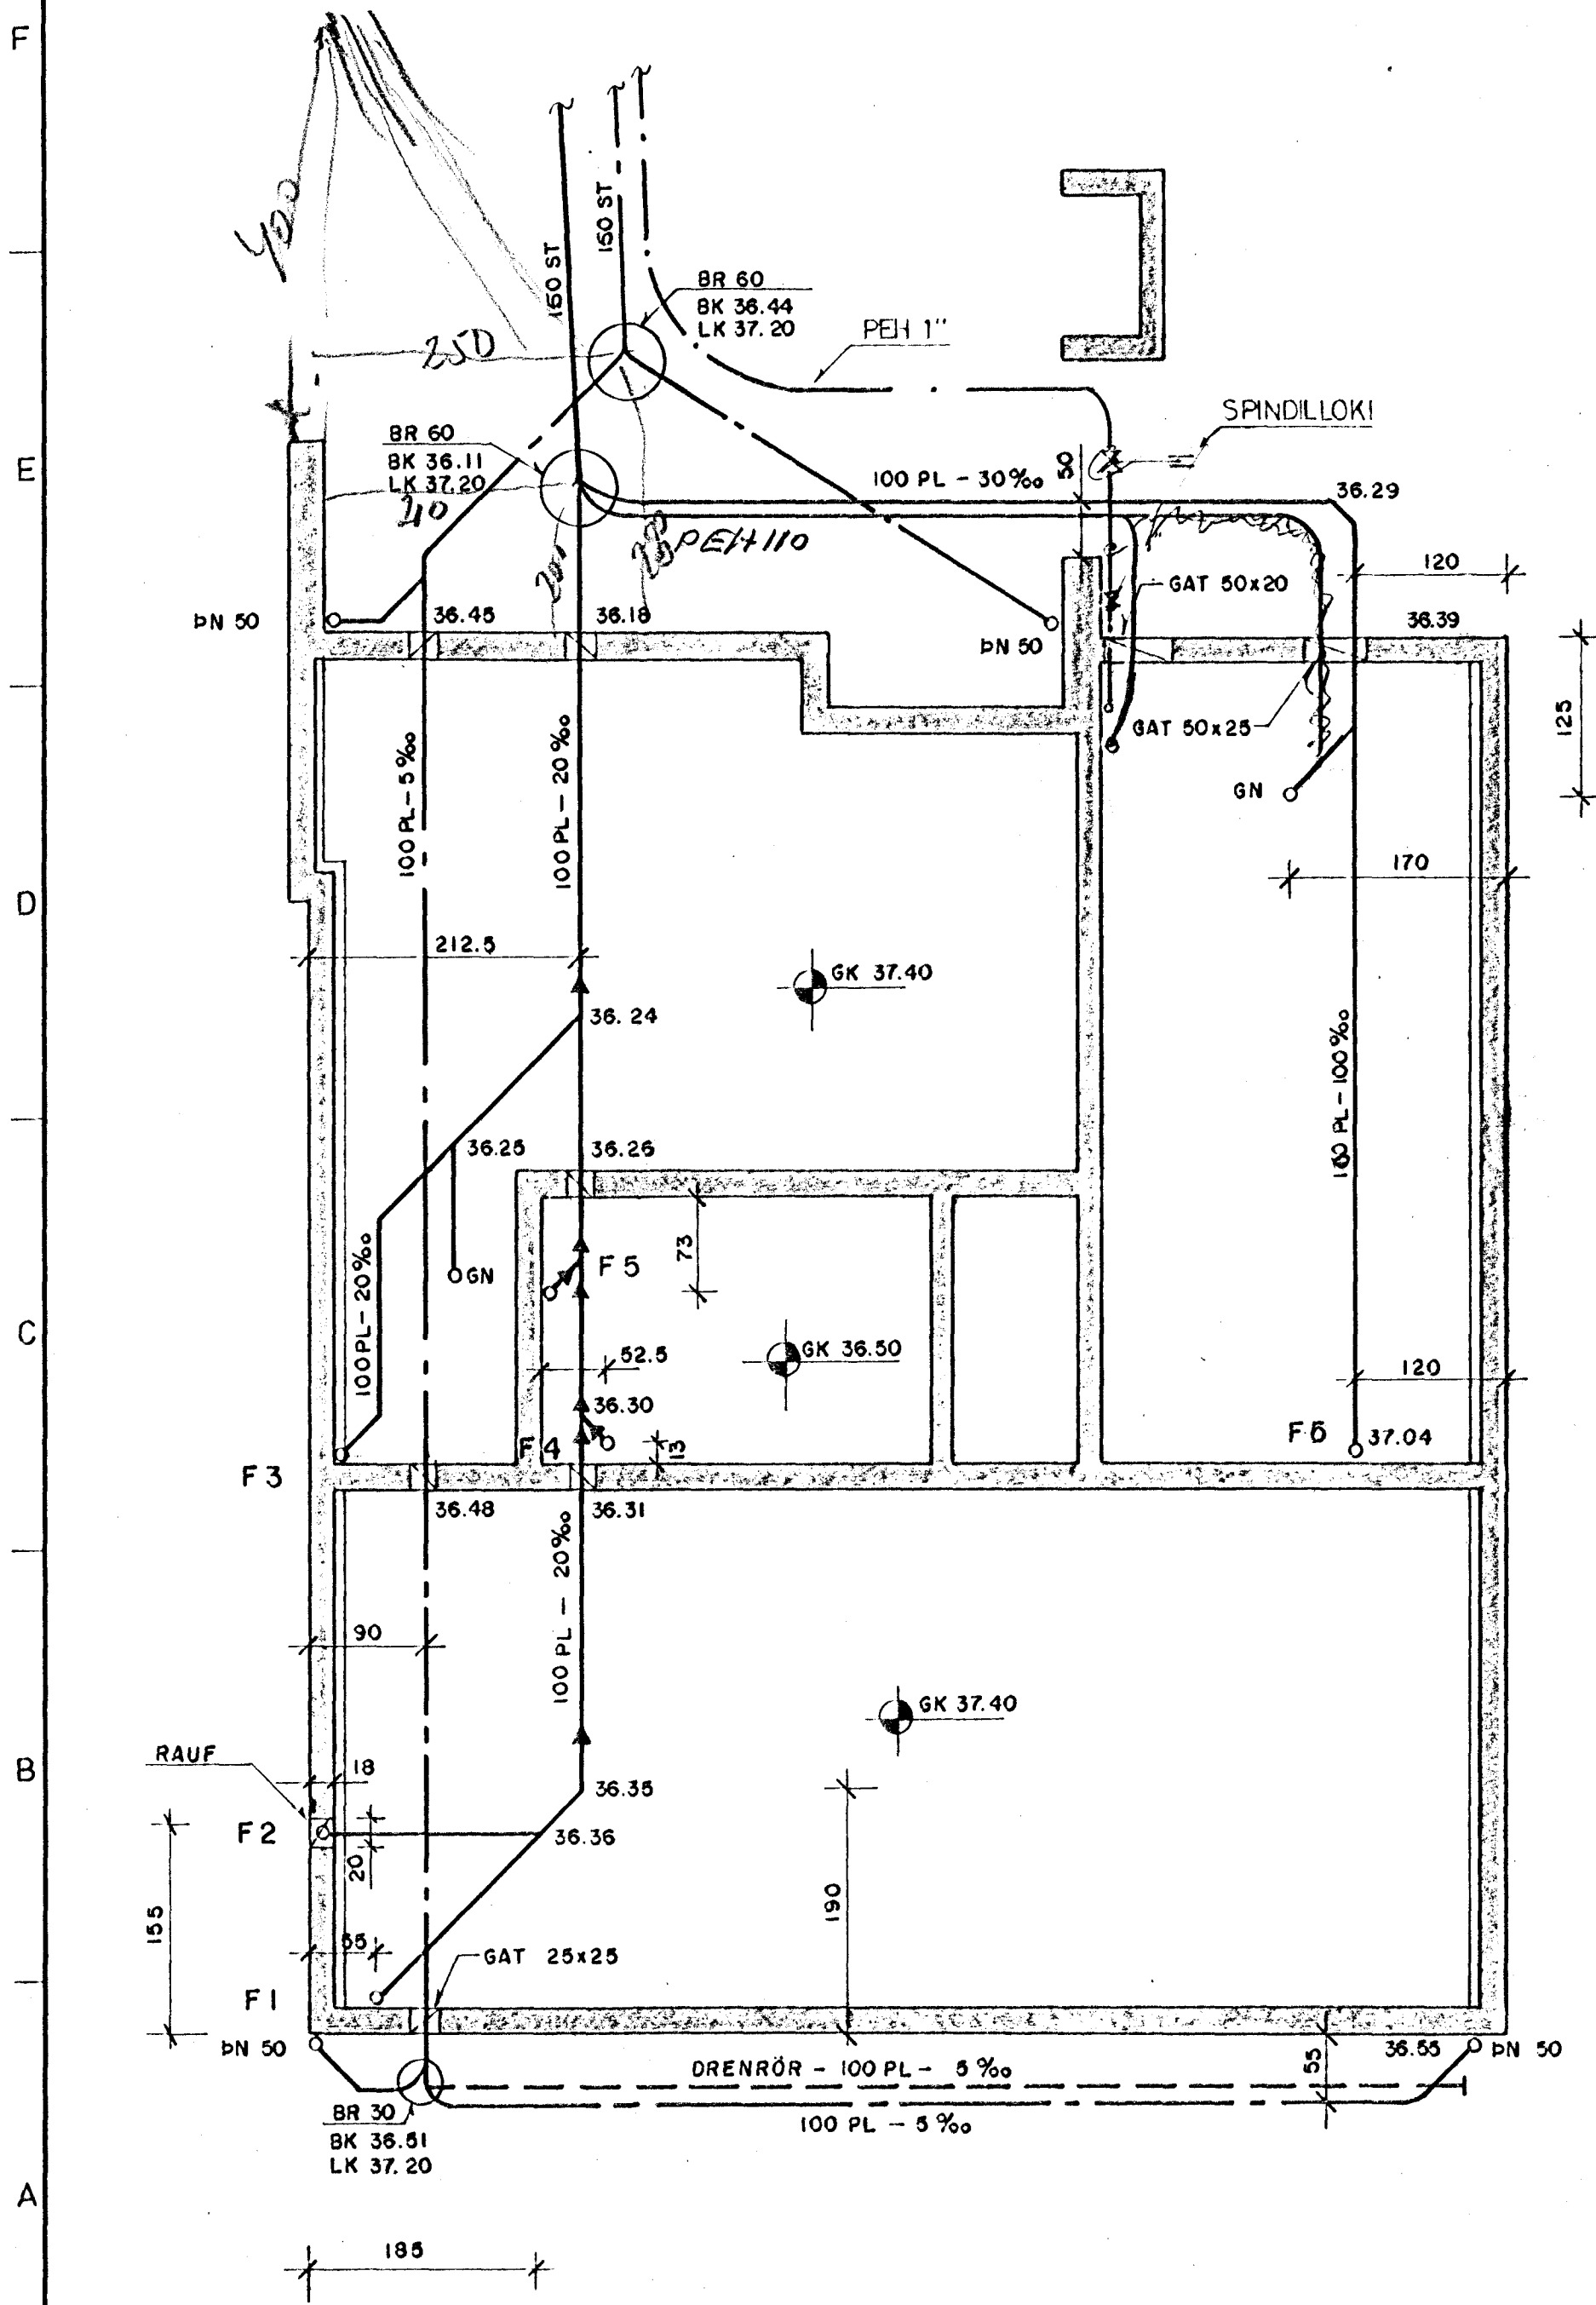 F
400
150 ST
150 ST
BR 60
BK 36.44
LK 37.20
PEH 1"
250
SPINDILLOKI
BR 60
BK 36.11
LK 37.20
E
100 PL - 30‰
50
36.29
PEH 110
GAT 50x20
120
ÞN 50
36.45
36.18
ÞN 50
36.39
GAT 50x25
125
100 PL - 5‰
100 PL - 20‰
GN
170
D
212.5
GK 37.40
36.24
100 PL - 100‰
36.25
36.26
73
100 PL - 20‰
GN
F 5
C
52.5
GK 36.50
120
36.30
F 4
13
F 6
37.04
F 3
36.48
36.31
100 PL - 20‰
90
GK 37.40
RAUF
B
18
36.35
F 2
36.36
20
155
190
55
GAT 25x25
F 1
ÞN 50
36.55
ÞN 50
DRENRÖR - 100 PL - 5‰
55
100 PL - 5‰
BR 30
BK 36.51
LK 37.20
A
185